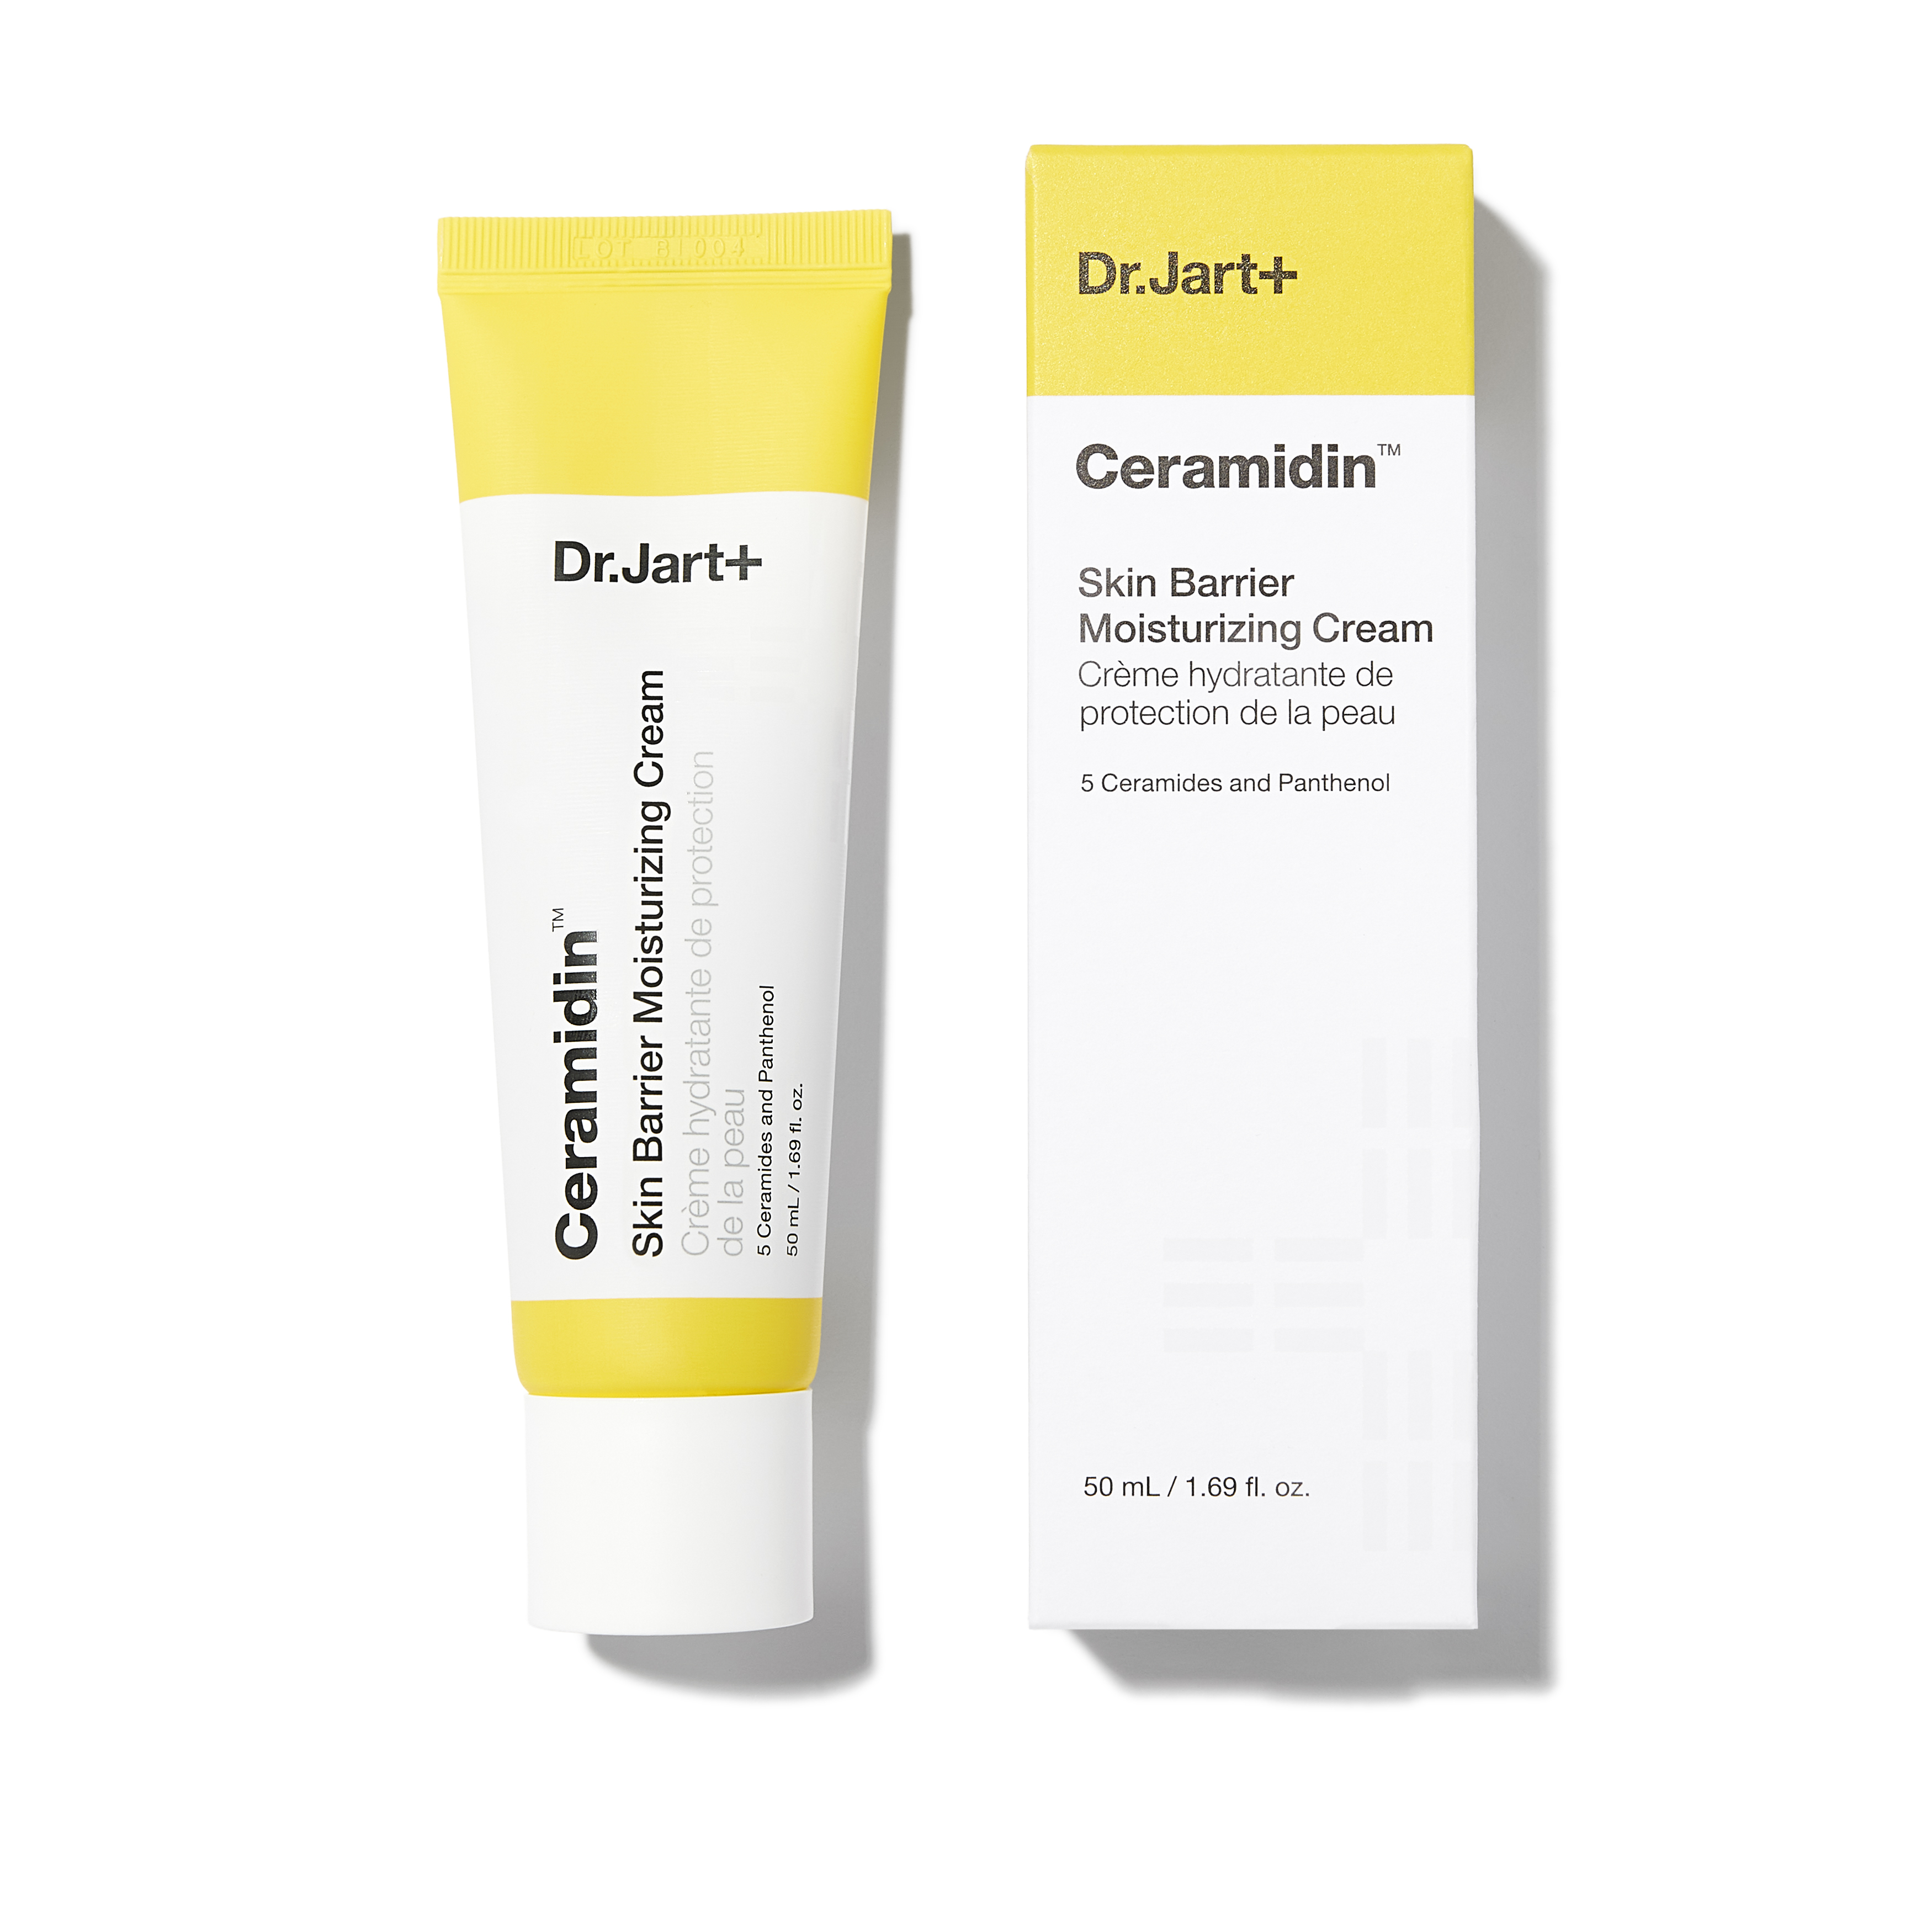 LOT B1004
Dr.Jart+
Ceramidin™
Skin Barrier Moisturizing Cream
Crème hydratante de protection
de la peau
5 Ceramides and Panthenol
50 mL / 1.69 fl. oz.
Dr.Jart+
Ceramidin™
Skin Barrier
Moisturizing Cream
Crème hydratante de
protection de la peau
5 Ceramides and Panthenol
50 mL / 1.69 fl. oz.